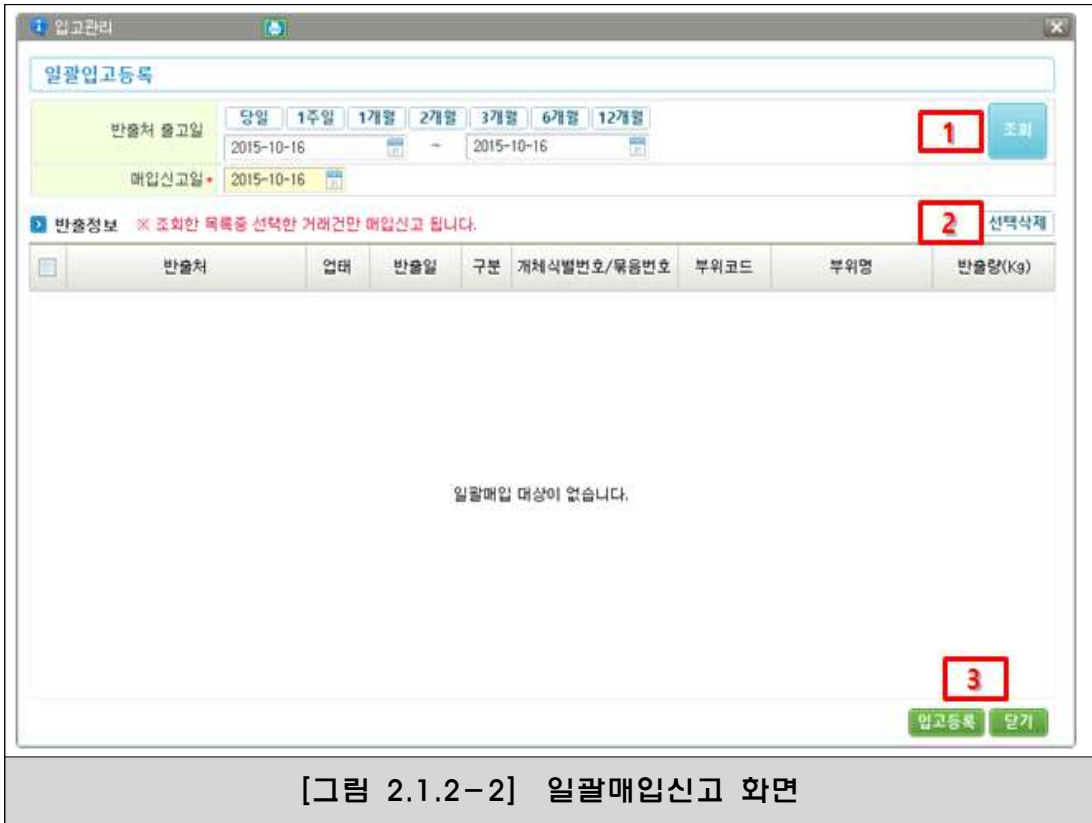 입고관리
일괄입고등록
반출처 출고일 당일 1주일 1개월 2개월 3개월 6개월 12개월
2015-10-16 ~ 2015-10-16
1 조회
매입신고일* 2015-10-16
반출정보 ※ 조회한 목록중 선택한 거래건만 매입신고 됩니다. 2 선택삭제
반출처 업태 반출일 구분 개체식별번호/묶음번호 부위코드 부위명 반출량(Kg)
일괄매입 대상이 없습니다.
3
입고등록 닫기
[그림 2.1.2-2] 일괄매입신고 화면